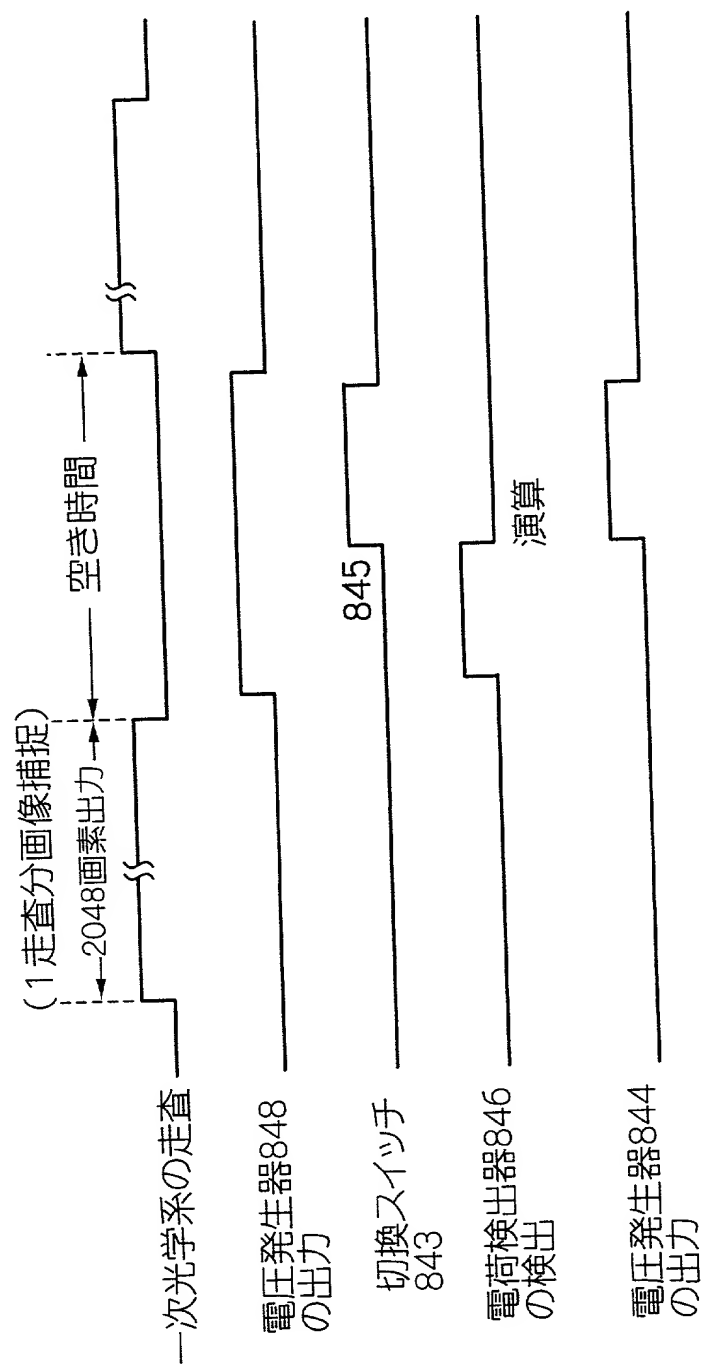 (1走査分画像捕捉)
2048画素出力
空き時間
一次光学系の走査
電圧発生器848
の出力
切換スイッチ
843
845
電荷検出器846
の検出
演算
電圧発生器844
の出力